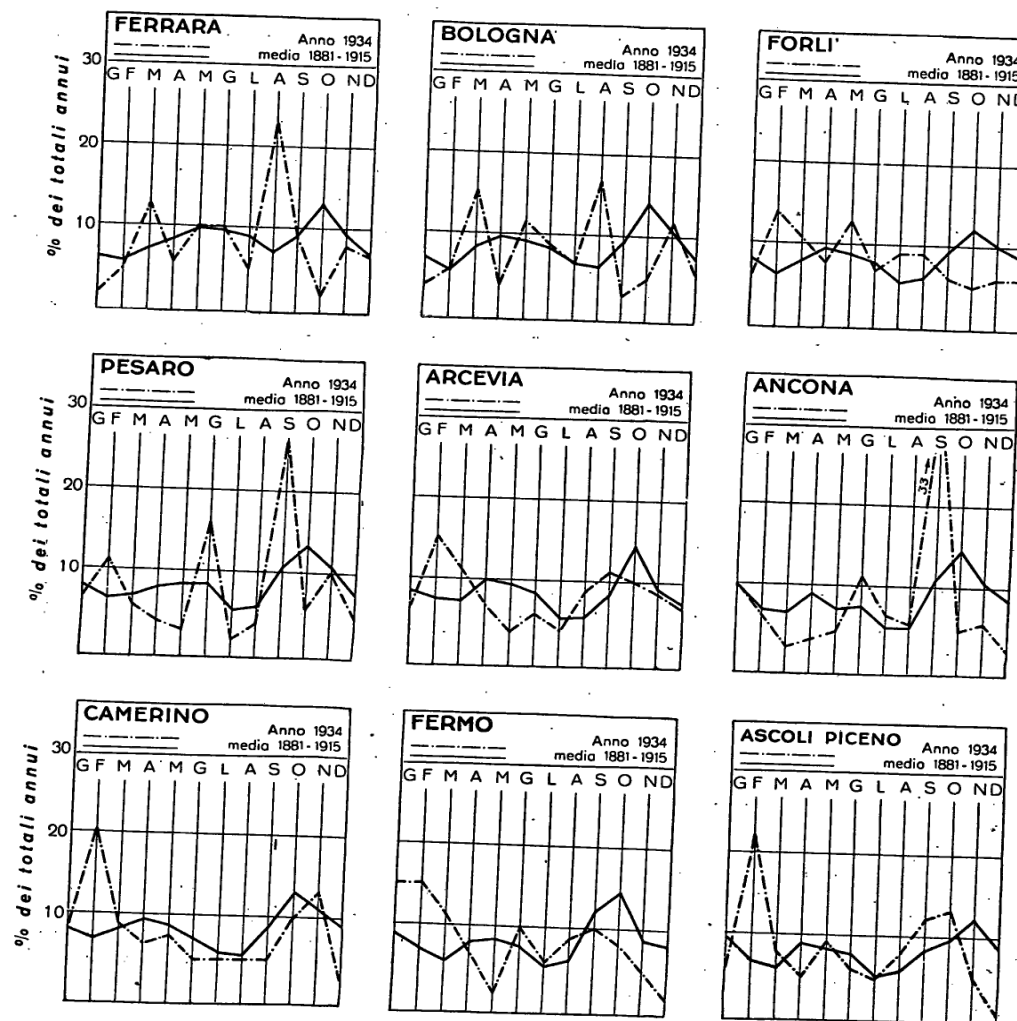 FERRARA
Anno 1934
media 1881-1915
G F M A M G L A S O N D
BOLOGNA
Anno 1934
media 1881-1915
G F M A M G L A S O N D
FORLI'
Anno 1934
media 1881-1915
G F M A M G L A S O N D
30
20
10
% dei totali annui
PESARO
Anno 1934
media 1881-1915
G F M A M G L A S O N D
ARCEVIA
Anno 1934
media 1881-1915
G F M A M G L A S O N D
ANCONA
Anno 1934
media 1881-1915
G F M A M G L A S O N D
33
30
20
10
% dei totali annui
CAMERINO
Anno 1934
media 1881-1915
G F M A M G L A S O N D
FERMO
Anno 1934
media 1881-1915
G F M A M G L A S O N D
ASCOLI PICENO
Anno 1934
media 1881-1915
G F M A M G L A S O N D
30
20
10
% dei totali annui